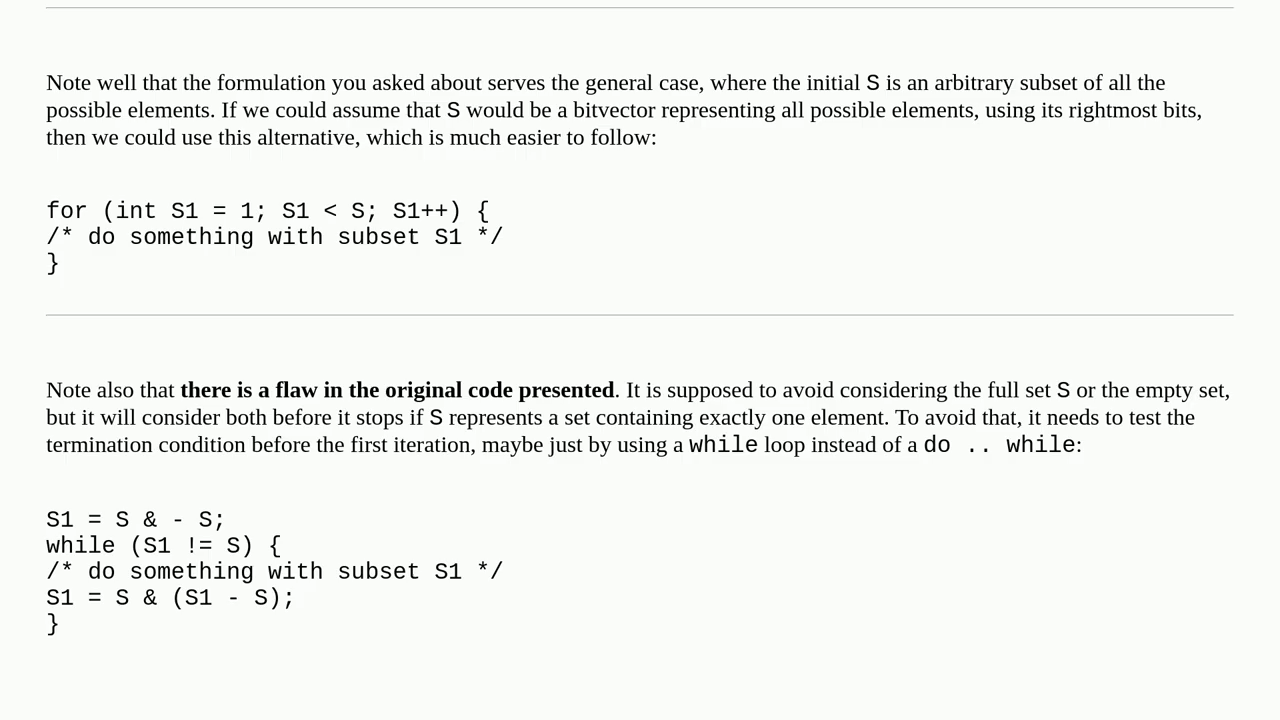 Note well that the formulation you asked about serves the general case, where the initial S is an arbitrary subset of all the
possible elements. If we could assume that S would be a bitvector representing all possible elements, using its rightmost bits,
then we could use this alternative, which is much easier to follow:
for (int S1 = 1; S1 < S; S1++) {
/* do something with subset S1 */
}
Note also that there is a flaw in the original code presented. It is supposed to avoid considering the full set S or the empty set,
but it will consider both before it stops if S represents a set containing exactly one element. To avoid that, it needs to test the
termination condition before the first iteration, maybe just by using a while loop instead of a do .. while:
S1 = S & - S;
while (S1 != S) {
/* do something with subset S1 */
S1 = S & (S1 - S);
}